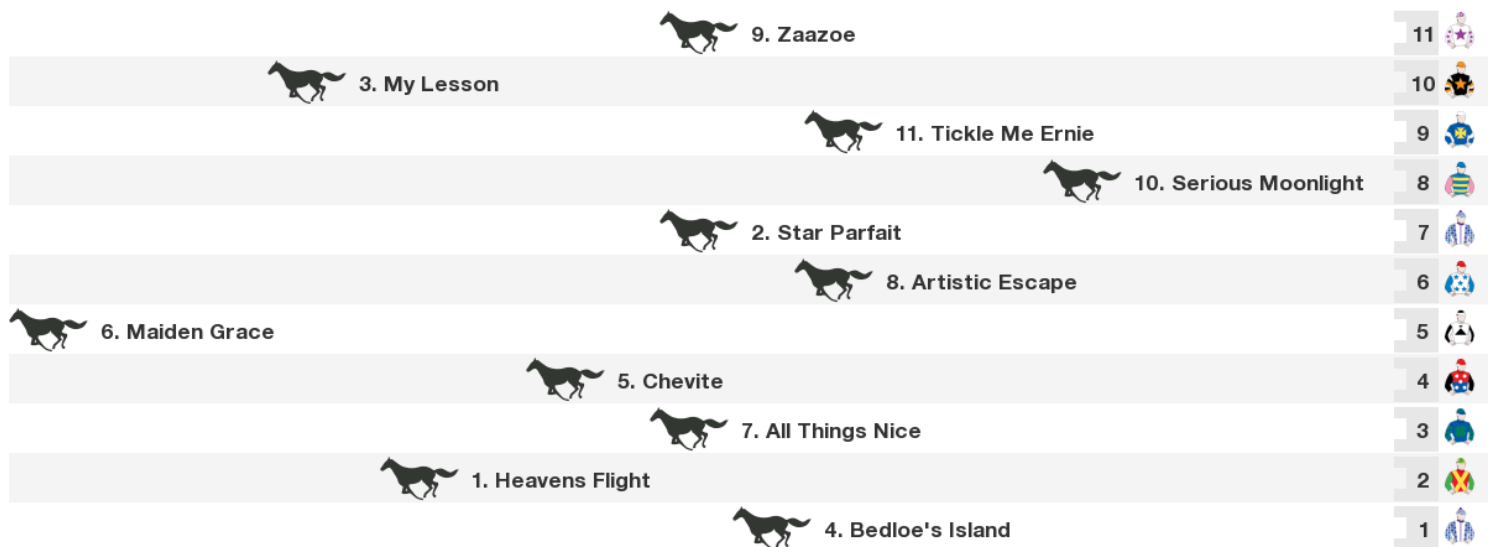 9. Zaazoe 11
3. My Lesson 10
11. Tickle Me Ernie 9
10. Serious Moonlight 8
2. Star Parfait 7
8. Artistic Escape 6
6. Maiden Grace 5
5. Chevite 4
7. All Things Nice 3
1. Heavens Flight 2
4. Bedloe's Island 1